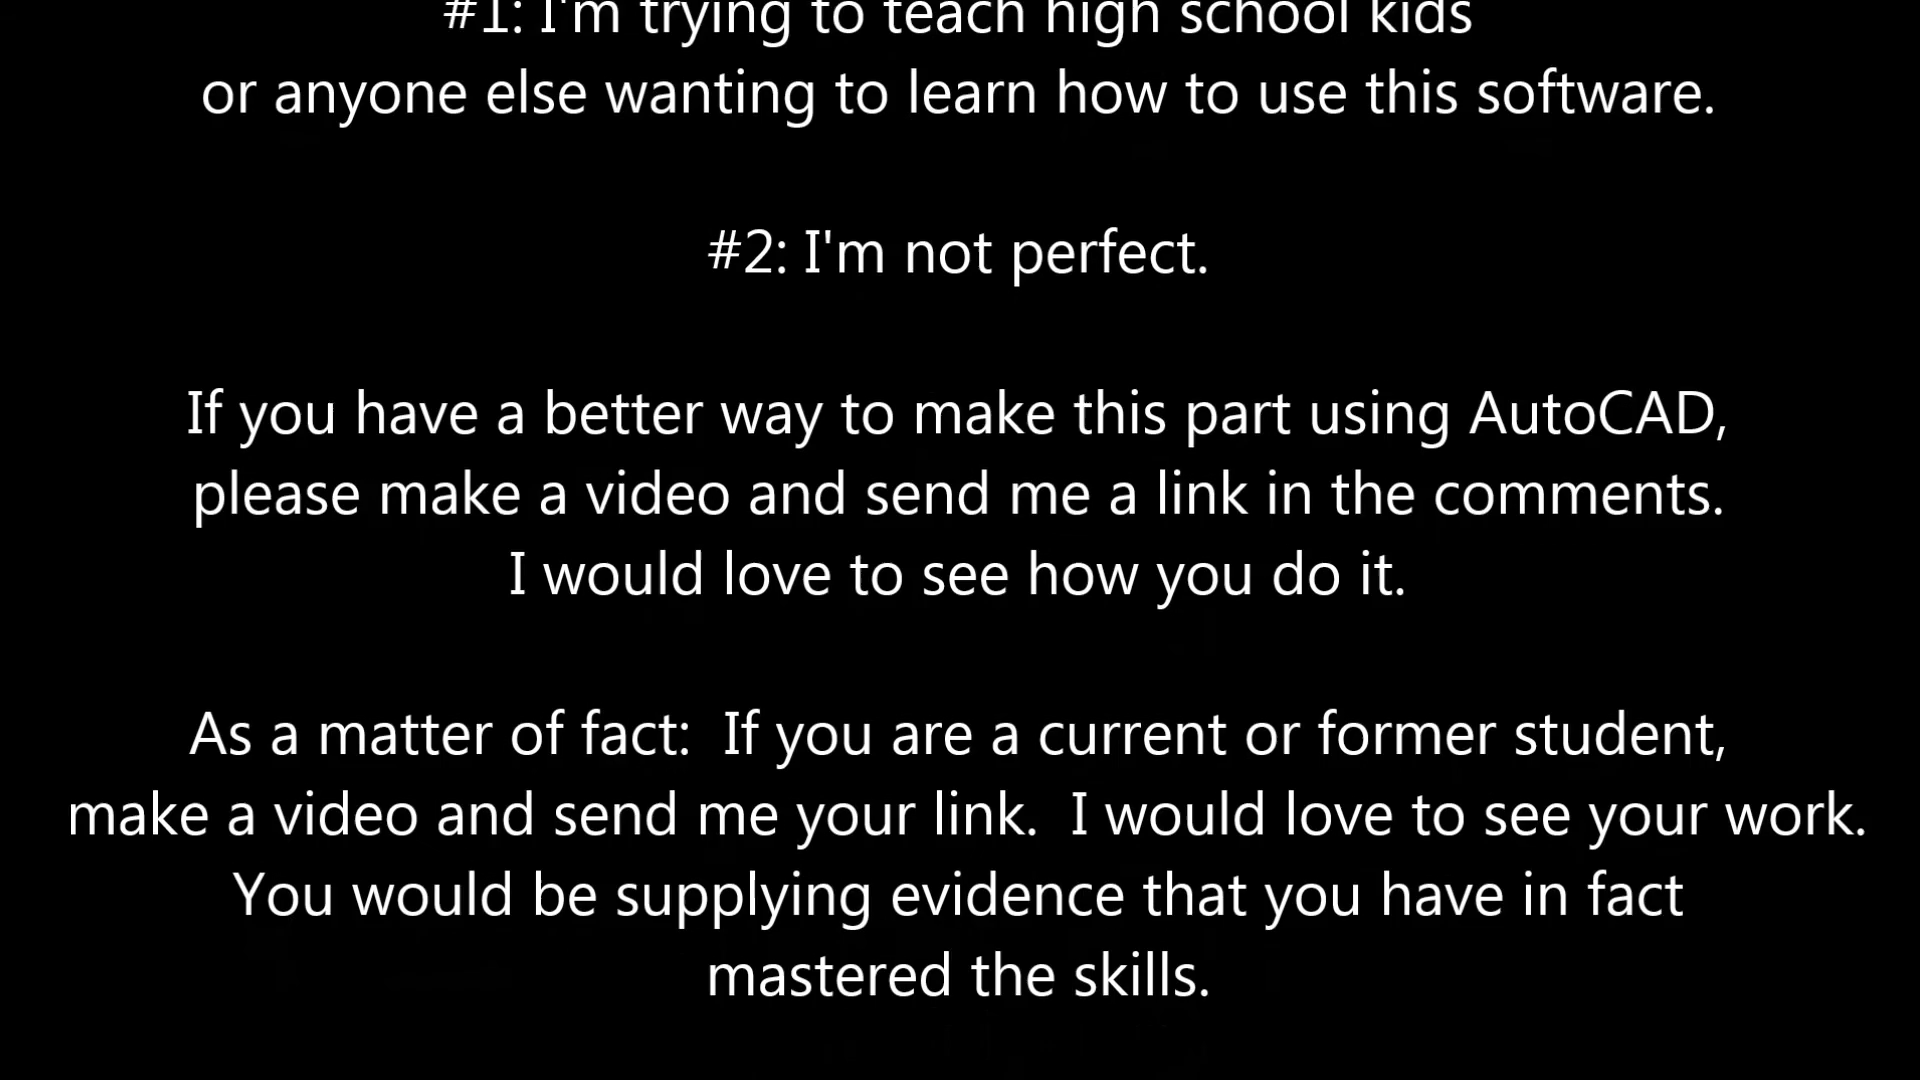 #1: I'm trying to teach high school kids
or anyone else wanting to learn how to use this software.
#2: I'm not perfect.
If you have a better way to make this part using AutoCAD,
please make a video and send me a link in the comments.
I would love to see how you do it.
As a matter of fact:  If you are a current or former student,
make a video and send me your link.  I would love to see your work.
You would be supplying evidence that you have in fact
mastered the skills.